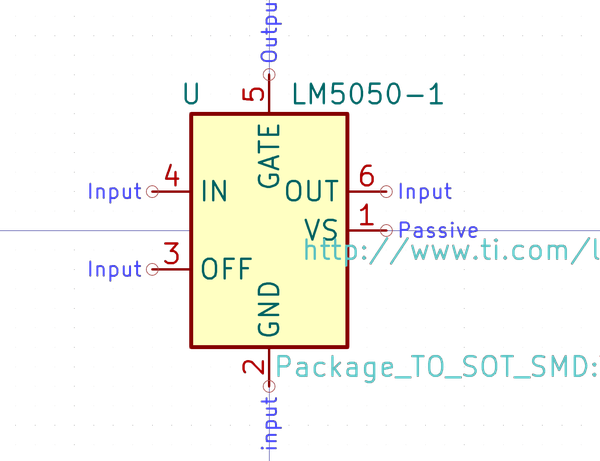 Outpu
U
5
LM5050-1
GATE
Input
4
IN
OUT
6
Input
VS
1
Passive
http://www.ti.com/l
Input
3
OFF
GND
2
Package_TO_SOT_SMD:
input